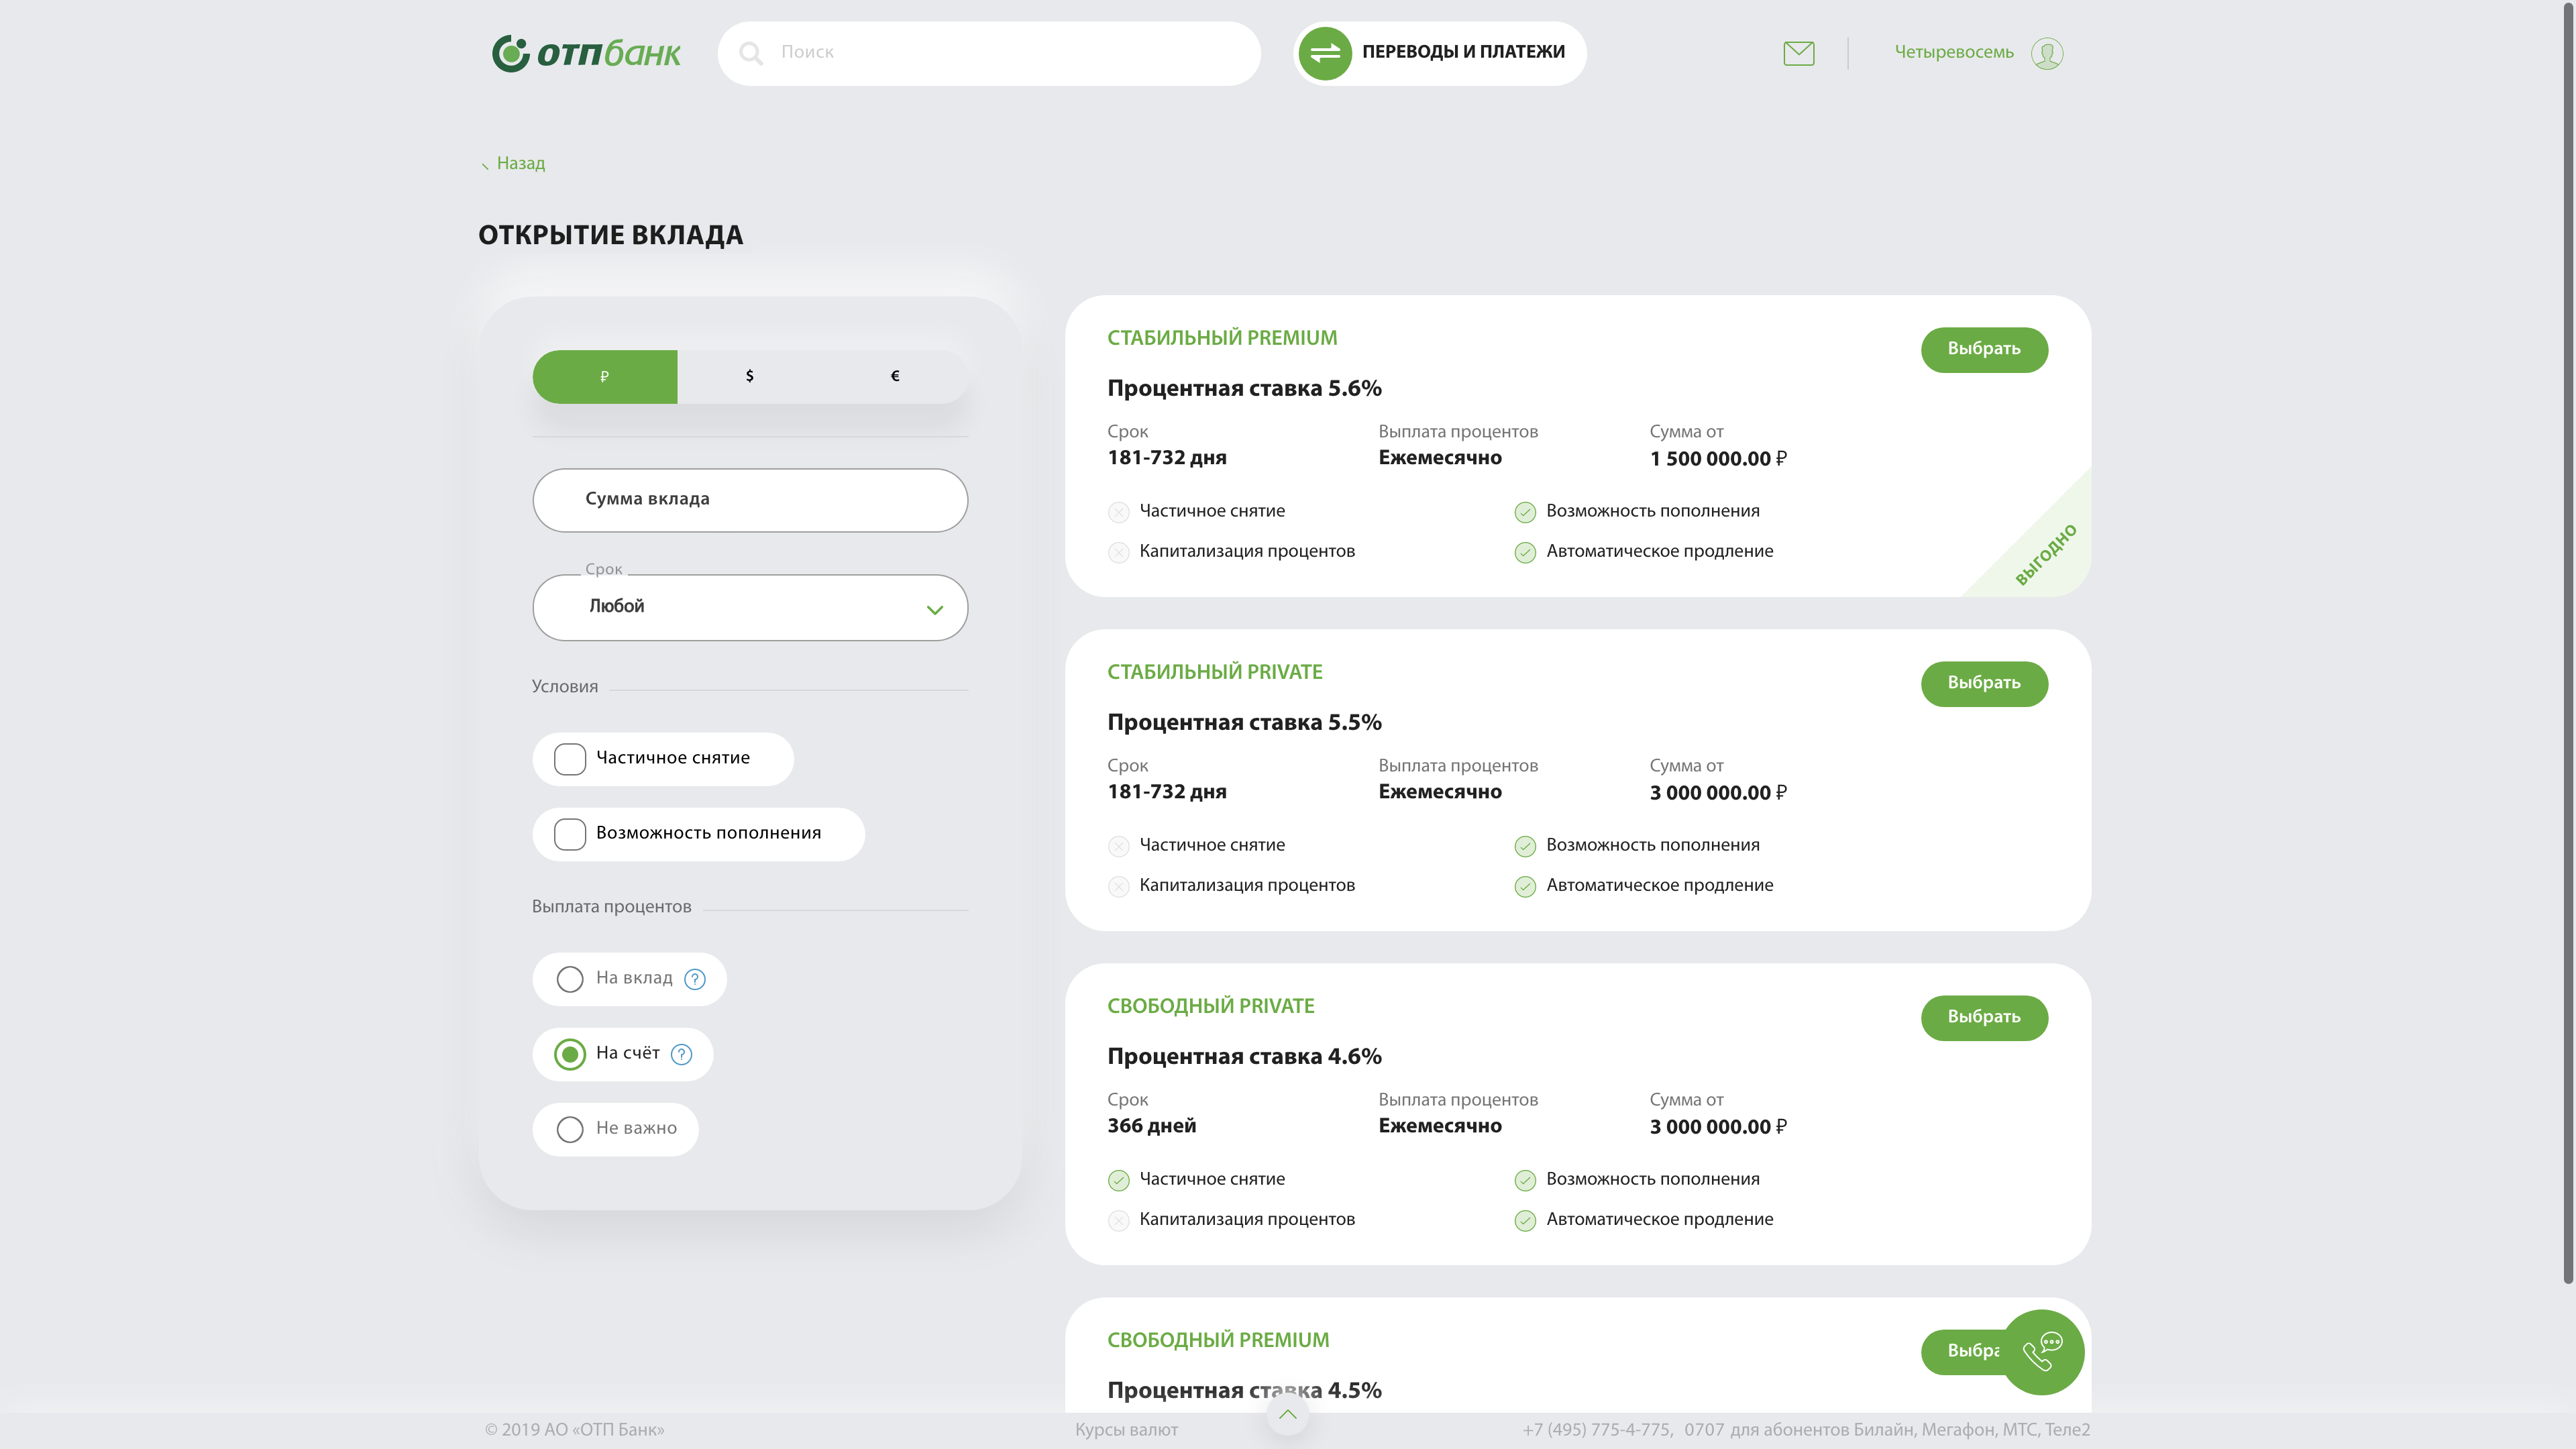 отпбанк
Поиск
ПЕРЕВОДЫ И ПЛАТЕЖИ
Четыревосемь
Назад
ОТКРЫТИЕ ВКЛАДА
₽
$
€
Сумма вклада
Срок
Любой
Условия
Частичное снятие
Возможность пополнения
Выплата процентов
На вклад ?
На счёт ?
Не важно
СТАБИЛЬНЫЙ PREMIUM
Выбрать
Процентная ставка 5.6%
Срок Выплата процентов Сумма от
181-732 дня Ежемесячно 1 500 000.00 ₽
Частичное снятие Возможность пополнения
Капитализация процентов Автоматическое продление
ВЫГОДНО
СТАБИЛЬНЫЙ PRIVATE
Выбрать
Процентная ставка 5.5%
Срок Выплата процентов Сумма от
181-732 дня Ежемесячно 3 000 000.00 ₽
Частичное снятие Возможность пополнения
Капитализация процентов Автоматическое продление
СВОБОДНЫЙ PRIVATE
Выбрать
Процентная ставка 4.6%
Срок Выплата процентов Сумма от
366 дней Ежемесячно 3 000 000.00 ₽
Частичное снятие Возможность пополнения
Капитализация процентов Автоматическое продление
СВОБОДНЫЙ PREMIUM
Выбра
Процентная ставка 4.5%
© 2019 АО «ОТП Банк» Курсы валют +7 (495) 775-4-775, 0707 для абонентов Билайн, Мегафон, МТС, Теле2